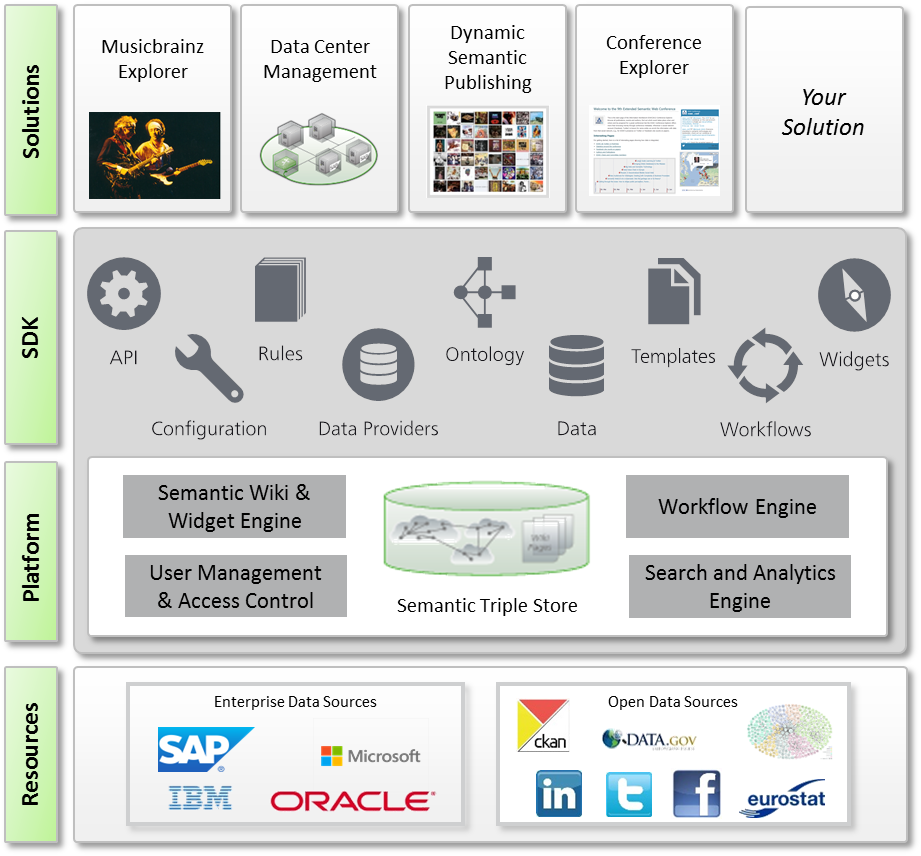 Solutions
Musicbrainz
Explorer
Data Center
Management
Dynamic
Semantic
Publishing
Conference
Explorer
Your
Solution
SDK
API
Configuration
Rules
Data Providers
Ontology
Data
Templates
Workflows
Widgets
Platform
Semantic Wiki &
Widget Engine
User Management
& Access Control
Wiki
Pages
Semantic Triple Store
Workflow Engine
Search and Analytics
Engine
Resources
Enterprise Data Sources
SAP
Microsoft
IBM
ORACLE
Open Data Sources
ckan
DATA.GOV
in
t
f
eurostat